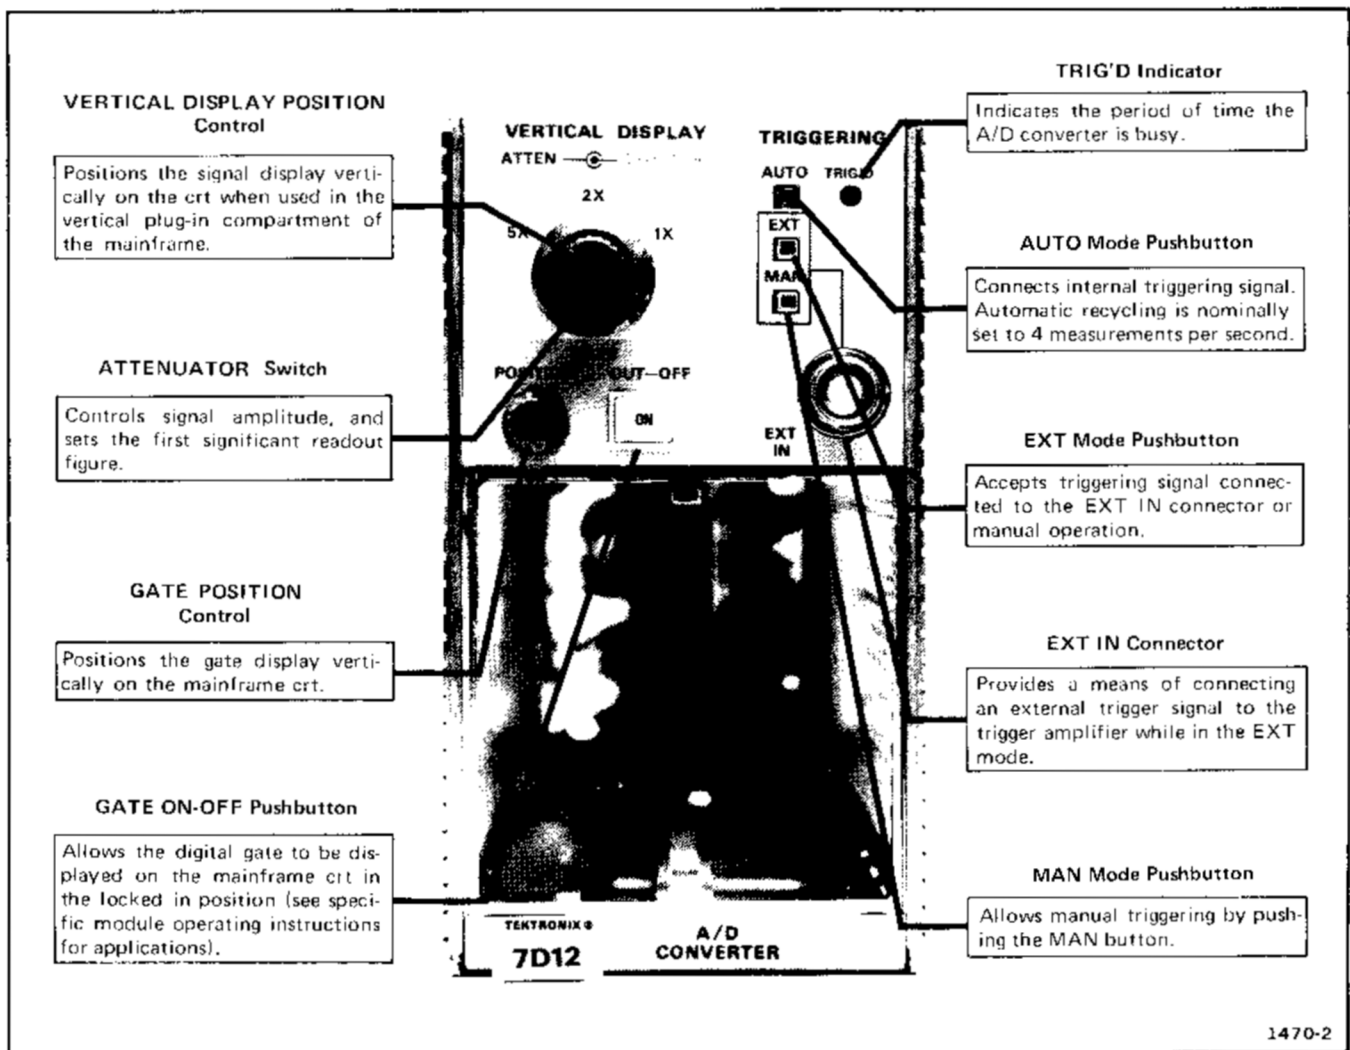 VERTICAL DISPLAY POSITION
Control
Positions the signal display verti-
cally on the crt when used in the
vertical plug-in compartment of
the mainframe.
ATTENUATOR Switch
Controls signal amplitude, and
sets the first significant readout
figure.
GATE POSITION
Control
Positions the gate display verti-
cally on the mainframe crt.
GATE ON-OFF Pushbutton
Allows the digital gate to be dis-
played on the mainframe crt in
the locked in position (see speci-
fic module operating instructions
for applications).
VERTICAL DISPLAY
ATTEN
2X
5X
1X
OUT–OFF
ON
TRIGGERING
AUTO
TRIG'D
EXT
MAN
EXT
IN
TEKTRONIX®
7D12
A/D
CONVERTER
TRIG'D Indicator
Indicates the period of time the
A/D converter is busy.
AUTO Mode Pushbutton
Connects internal triggering signal.
Automatic recycling is nominally
set to 4 measurements per second.
EXT Mode Pushbutton
Accepts triggering signal connec-
ted to the EXT IN connector or
manual operation.
EXT IN Connector
Provides a means of connecting
an external trigger signal to the
trigger amplifier while in the EXT
mode.
MAN Mode Pushbutton
Allows manual triggering by push-
ing the MAN button.
1470-2